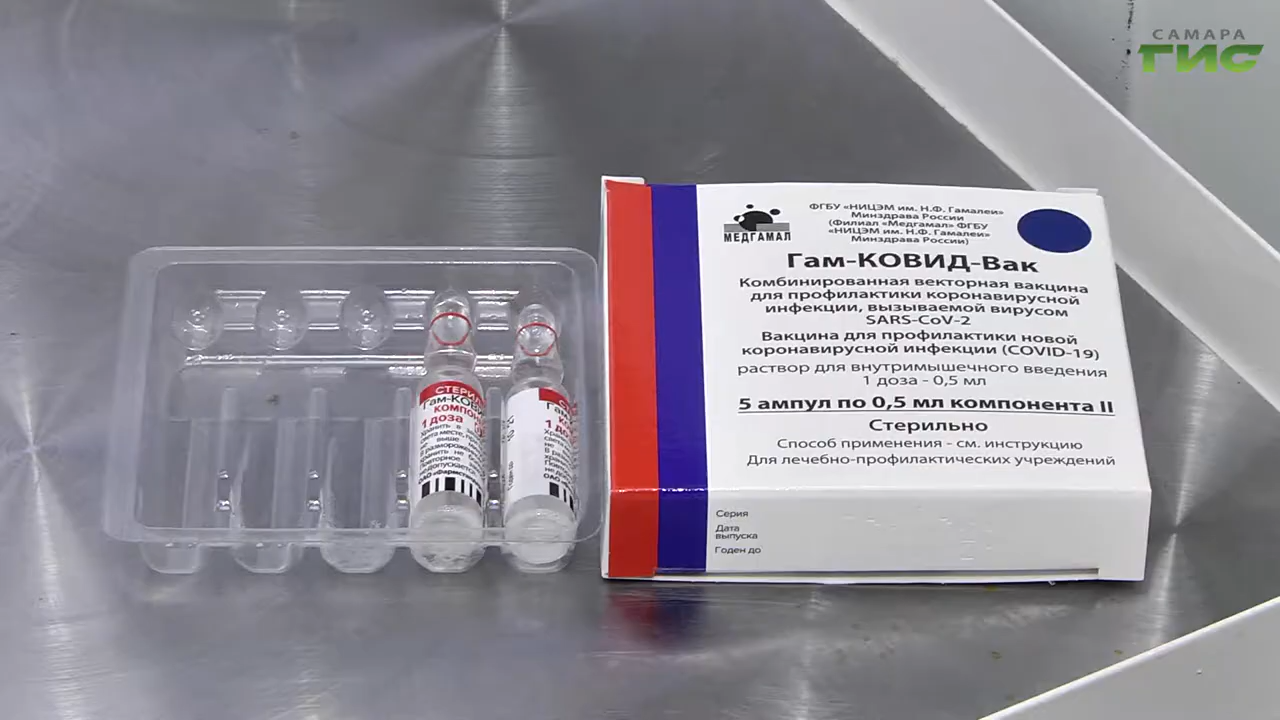 САМАРА
ГИС
МЕДГАМАЛ
ФГБУ «НИЦЭМ им. Н.Ф. Гамалеи»
Минздрава России
(Филиал «Медгамал» ФГБУ
«НИЦЭМ им. Н.Ф. Гамалеи»
Минздрава России)
Гам-КОВИД-Вак
Комбинированная векторная вакцина
для профилактики коронавирусной
инфекции, вызываемой вирусом
SARS-CoV-2
Вакцина для профилактики новой
коронавирусной инфекции (COVID-19)
раствор для внутримышечного введения
1 доза - 0,5 мл
5 ампул по 0,5 мл компонента II
Стерильно
Способ применения - см. инструкцию
Для лечебно-профилактических учреждений
Серия
Дата
выпуска
Годен до
1 доза
Хранить в